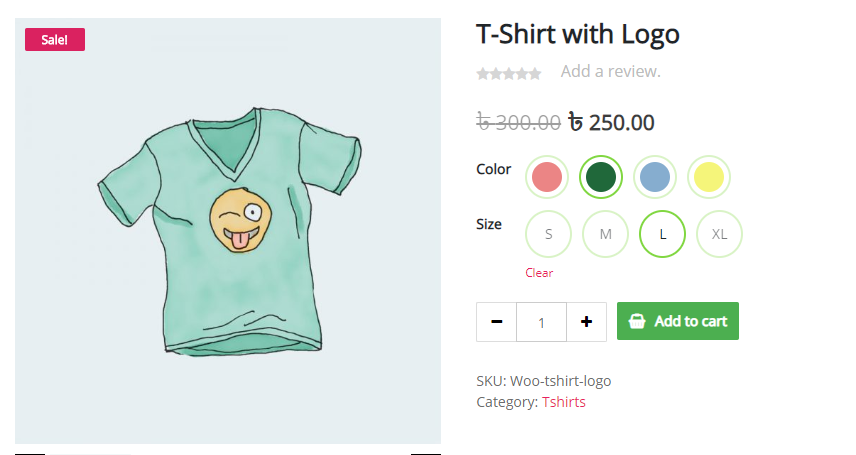 Sale!
T-Shirt with Logo
Add a review.
৳ 300.00 ৳ 250.00
Color
Size S M L XL
Clear
− 1 + Add to cart
SKU: Woo-tshirt-logo
Category: Tshirts